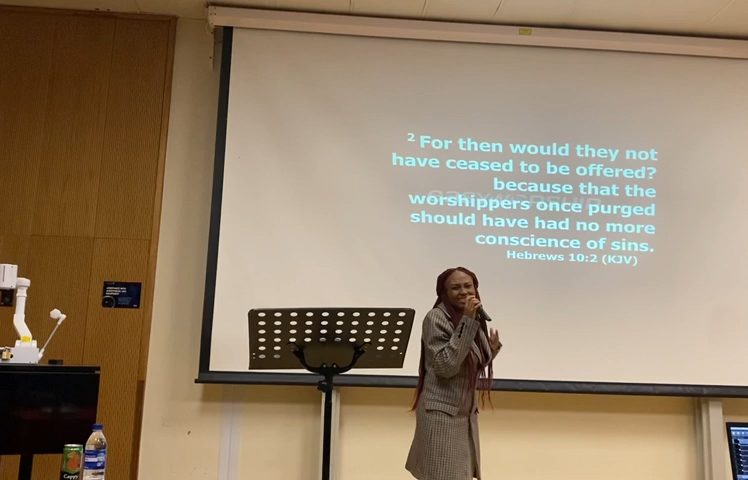 2 For then would they not
have ceased to be offered?
because that the
worshippers once purged
should have had no more
conscience of sins.
Hebrews 10:2 (KJV)
Cappy